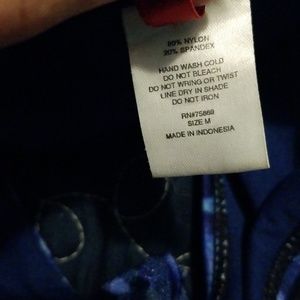 80% NYLON
20% SPANDEX
HAND WASH COLD
DO NOT BLEACH
DO NOT WRING OR TWIST
LINE DRY IN SHADE
DO NOT IRON
RN#75869
SIZE M
MADE IN INDONESIA